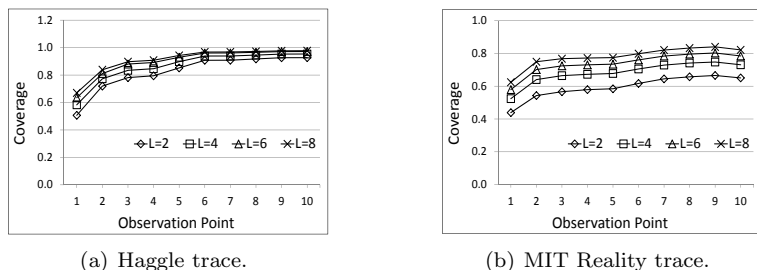 1.2
1.0
0.8
0.6
0.4
0.2
0.0
Coverage
L=2 L=4 L=6 L=8
1 2 3 4 5 6 7 8 9 10
Observation Point
(a) Haggle trace.
1.0
0.8
0.6
0.4
0.2
0.0
Coverage
L=2 L=4 L=6 L=8
1 2 3 4 5 6 7 8 9 10
Observation Point
(b) MIT Reality trace.